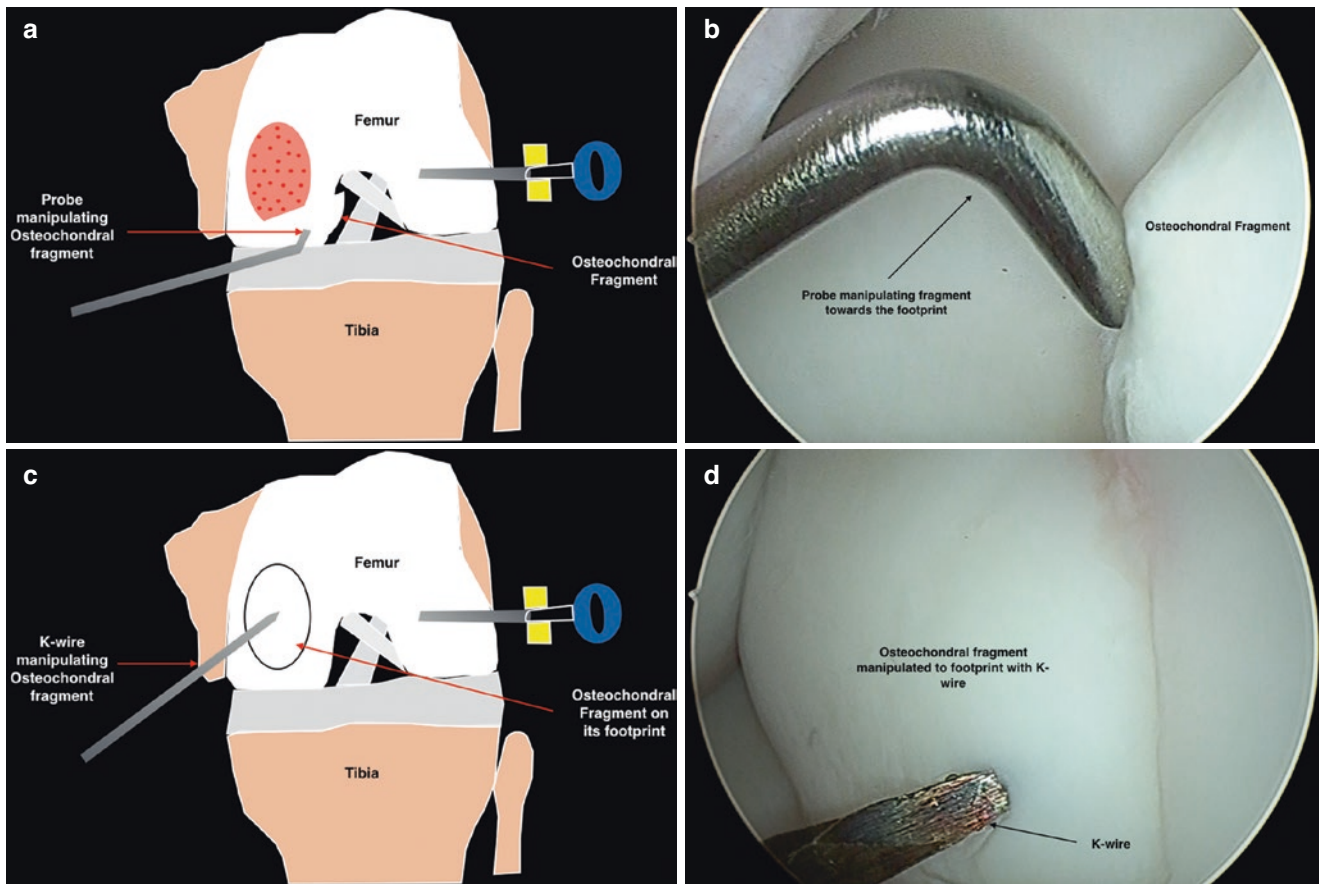 a
Femur
Probe
manipulating
Osteochondral
fragment
Osteochondral
Fragment
Tibia
b
Osteochondral Fragment
Probe manipulating fragment
towards the footprint
c
Femur
K-wire
manipulating
Osteochondral
fragment
Osteochondral
Fragment on
its footprint
Tibia
d
Osteochondral fragment
manipulated to footprint with K-
wire
K-wire